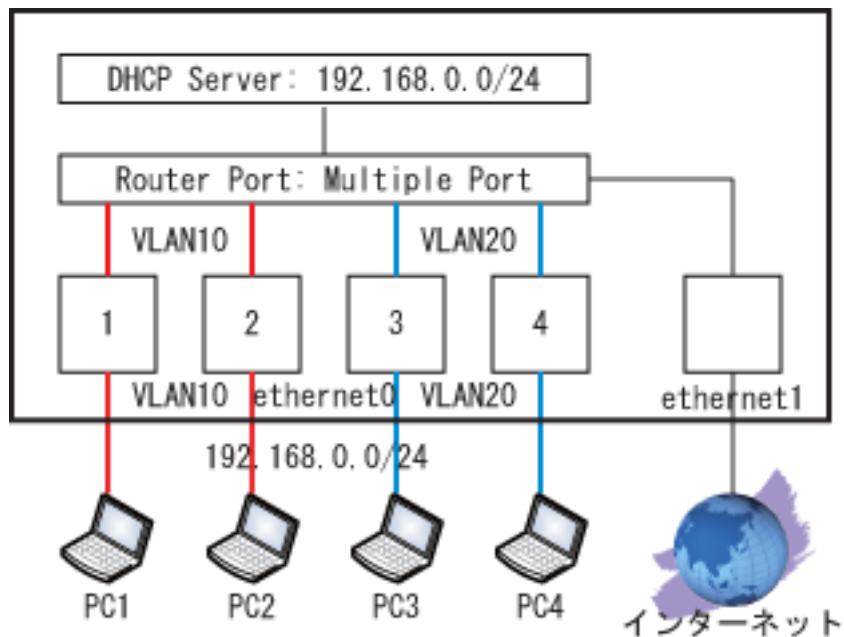 DHCP Server: 192.168.0.0/24
Router Port: Multiple Port
VLAN10 VLAN20
1 2 3 4
VLAN10 ethernet0 VLAN20 ethernet1
192.168.0.0/24
PC1 PC2 PC3 PC4 インターネット